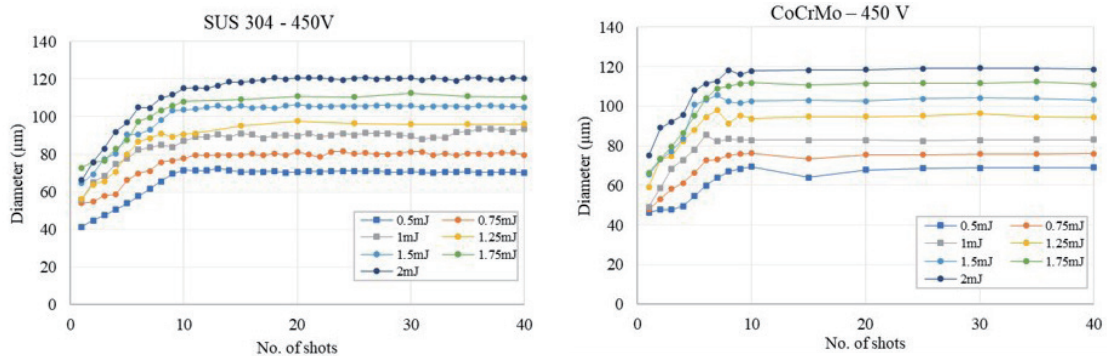 SUS 304 - 450V
140
120
100
80
60
40
20
0
Diameter (µm)
0
10
20
30
40
No. of shots
0.5mJ
0.75mJ
1mJ
1.25mJ
1.5mJ
1.75mJ
2mJ
CoCrMo – 450 V
140
120
100
80
60
40
20
0
Diameter (µm)
0
10
20
30
40
No. of shots
0.5mJ
0.75mJ
1mJ
1.25mJ
1.5mJ
1.75mJ
2mJ